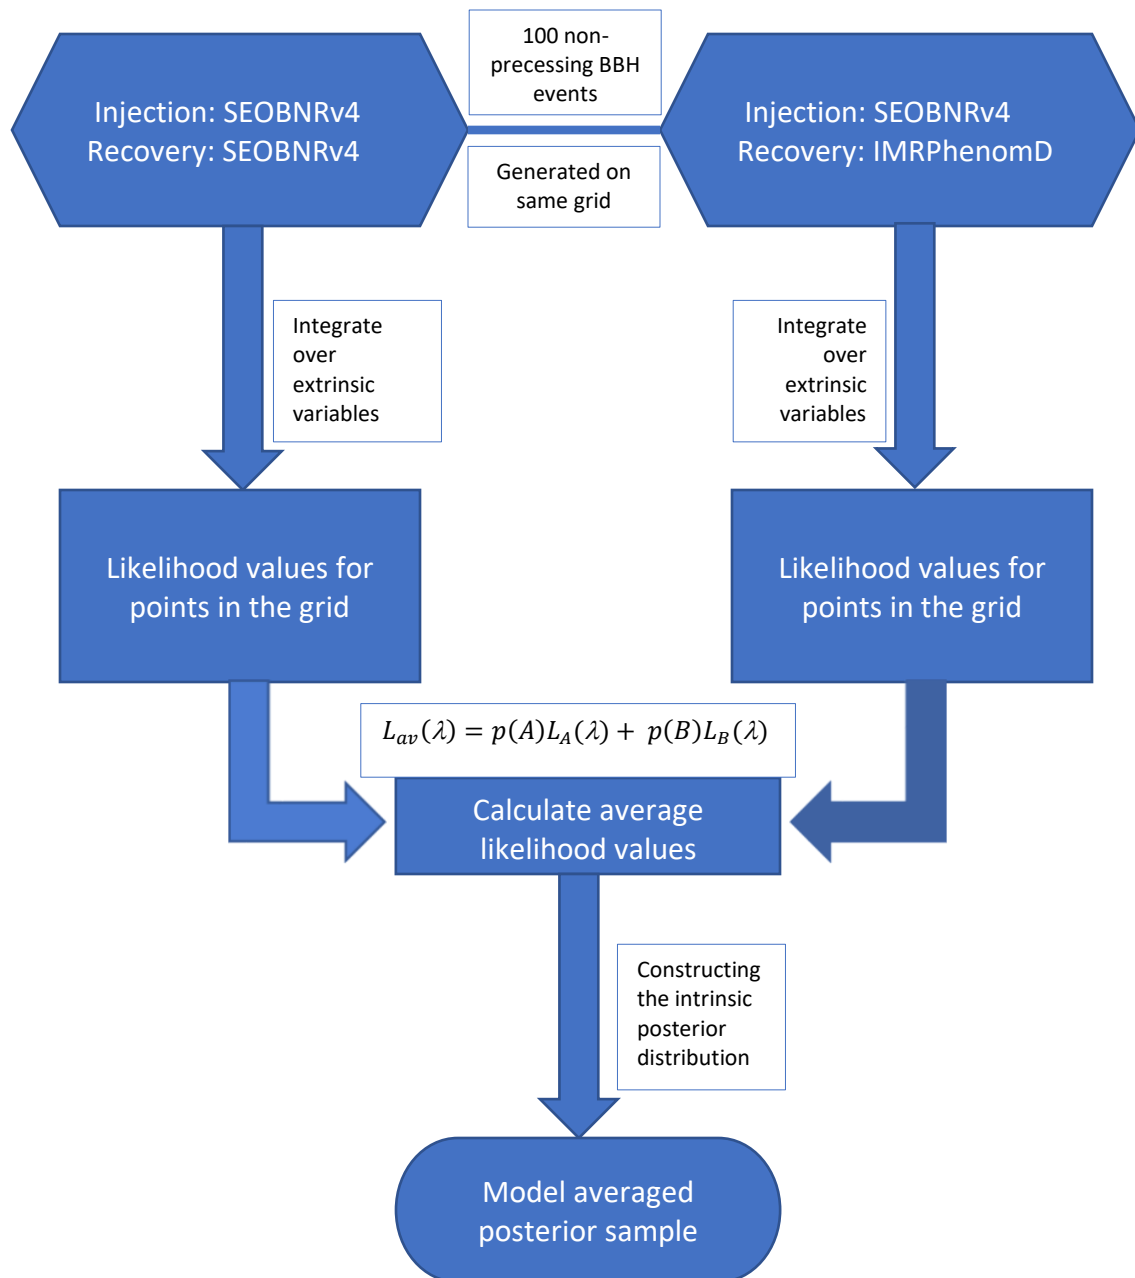 100 non-
precessing BBH
events
Injection: SEOBNRv4
Recovery: SEOBNRv4
Injection: SEOBNRv4
Recovery: IMRPhenomD
Generated on
same grid
Integrate
over
extrinsic
variables
Integrate
over
extrinsic
variables
Likelihood values for
points in the grid
Likelihood values for
points in the grid
L_{av}(λ) = p(A)L_A(λ) + p(B)L_B(λ)
Calculate average
likelihood values
Constructing
the intrinsic
posterior
distribution
Model averaged
posterior sample